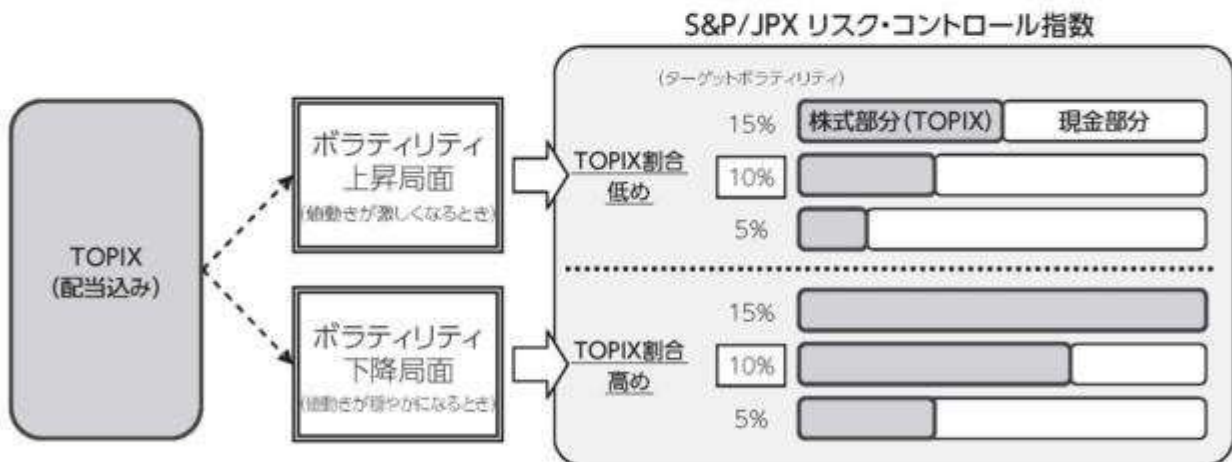 S&P/JPX リスク・コントロール指数
(ターゲットボラティリティ)
TOPIX
(配当込み)
ボラティリティ
上昇局面
(値動きが激しくなるとき)
TOPIX割合
低め
15%
株式部分(TOPIX)
現金部分
10%
5%
ボラティリティ
下降局面
(値動きが穏やかになるとき)
TOPIX割合
高め
15%
10%
5%